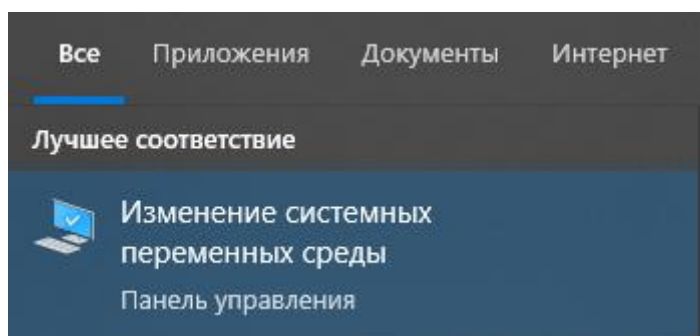 Все Приложения Документы Интернет
Лучшее соответствие
Изменение системных
переменных среды
Панель управления